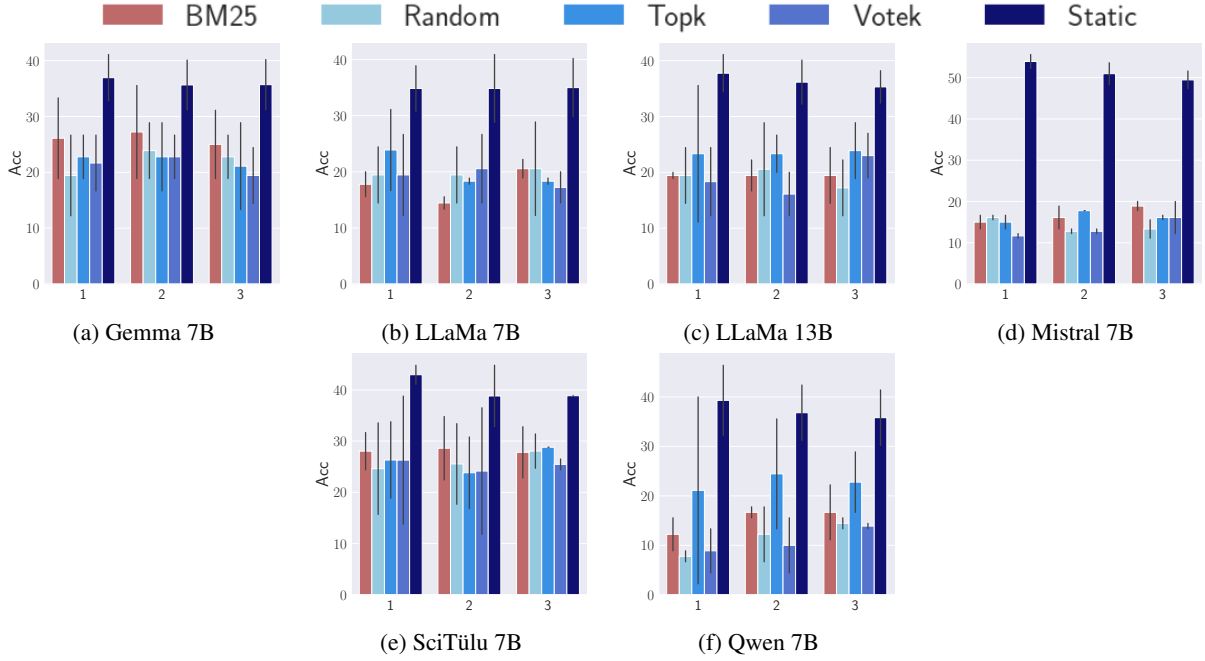 BM25 Random Topk Votek Static
40
30
20
10
0
Acc
1 2 3
(a) Gemma 7B
40
30
20
10
0
Acc
1 2 3
(b) LLaMa 7B
40
30
20
10
0
Acc
1 2 3
(c) LLaMa 13B
50
40
30
20
10
0
Acc
1 2 3
(d) Mistral 7B
40
30
20
10
0
Acc
1 2 3
(e) SciTülu 7B
40
30
20
10
0
Acc
1 2 3
(f) Qwen 7B